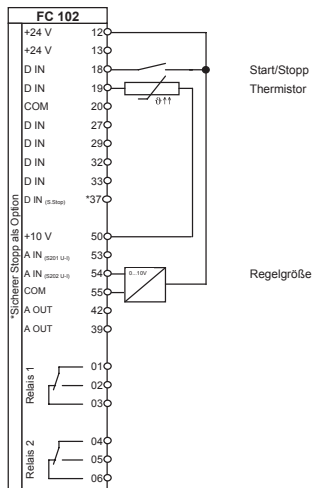 FC 102
+24 V 12
+24 V 13
D IN 18 Start/Stopp
D IN 19 Thermistor
ϑ↑↑
COM 20
D IN 27
D IN 29
D IN 32
D IN 33
D IN (S.Stop) *37
*Sicherer Stopp als Option
+10 V 50
A IN (S201 U-I) 53
A IN (S202 U-I) 54 0...10V Regelgröße
COM 55
A OUT 42
A OUT 39
Relais 1
01
02
03
Relais 2
04
05
06